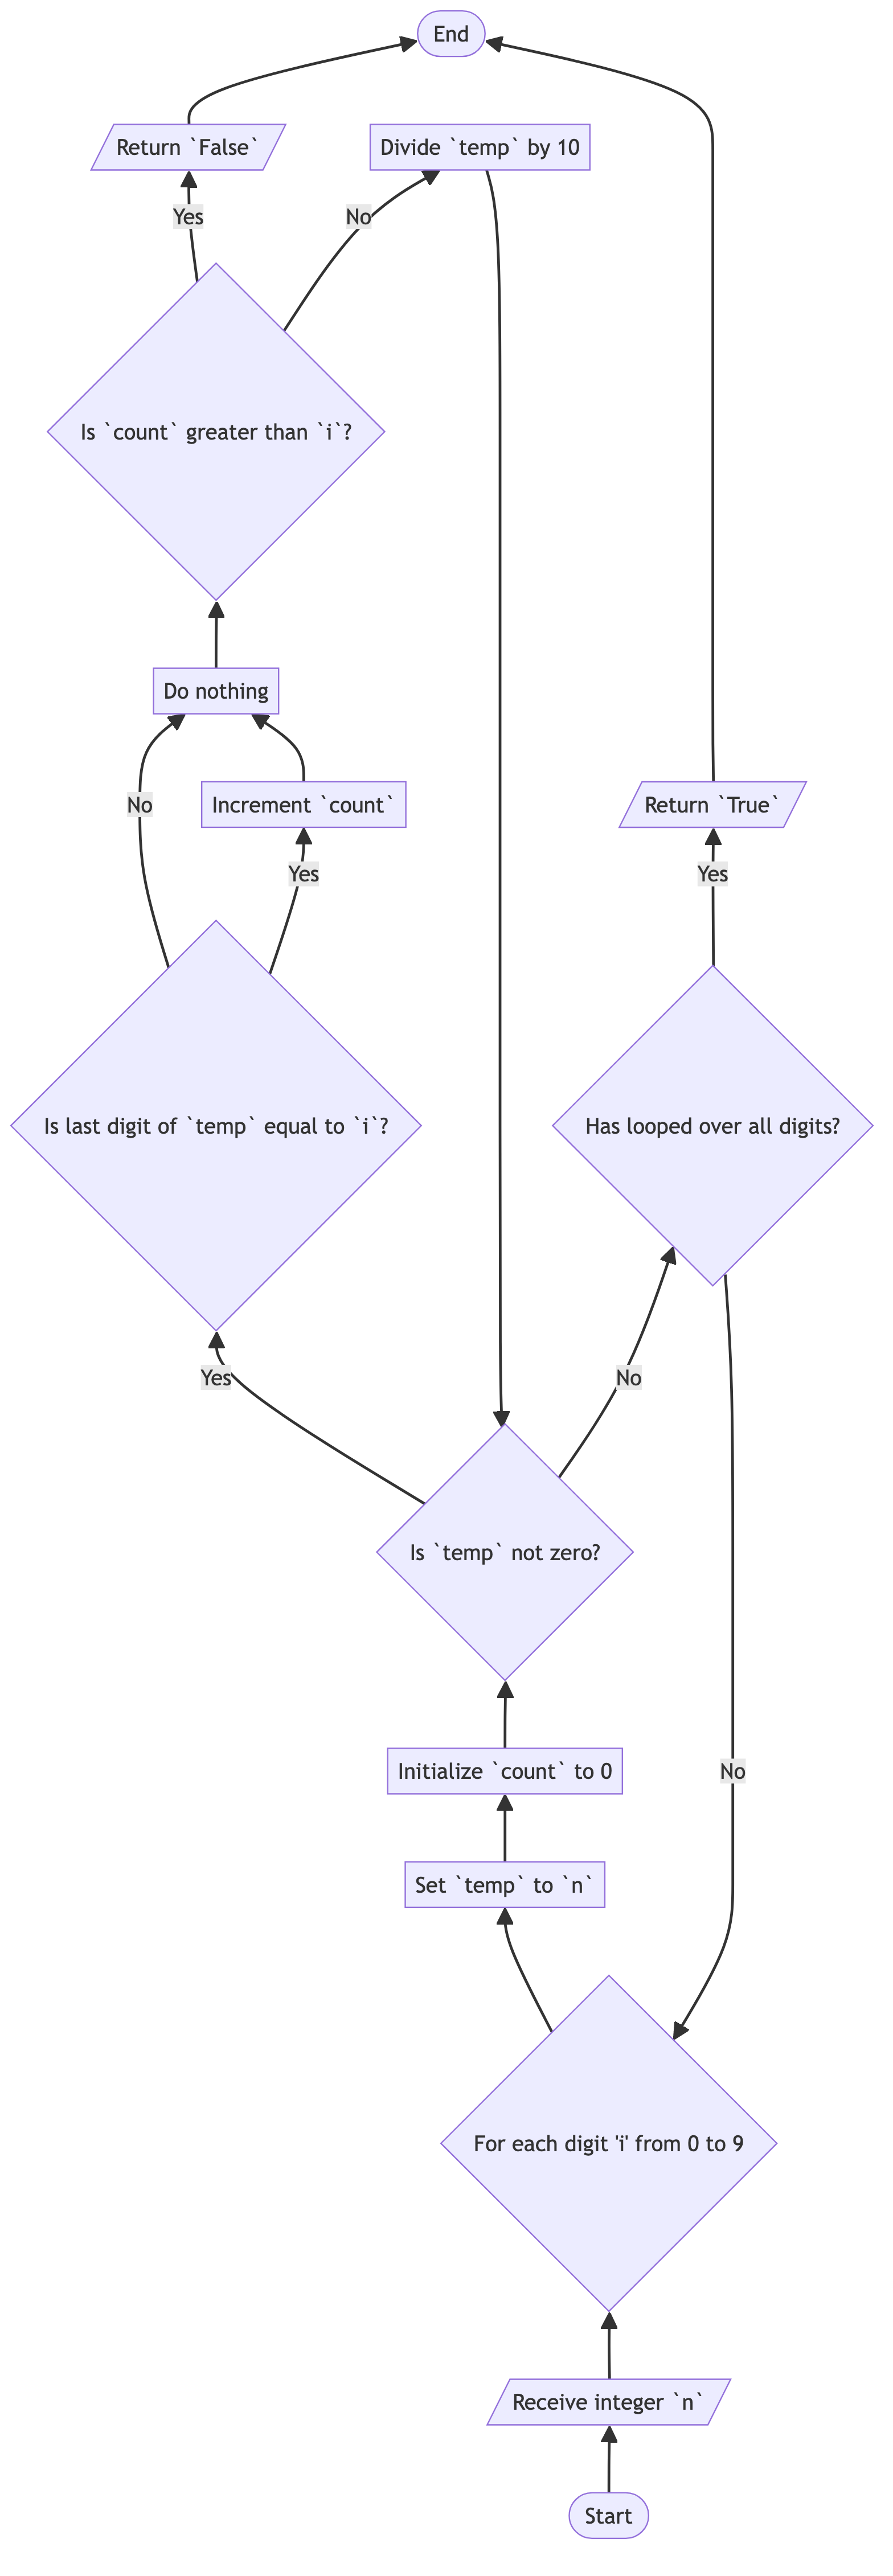 End
Return `False`
Divide `temp` by 10
Yes
No
Is `count` greater than `i`?
Do nothing
No
Increment `count`
Return `True`
Yes
Yes
Is last digit of `temp` equal to `i`?
Has looped over all digits?
Yes
No
Is `temp` not zero?
Initialize `count` to 0
No
Set `temp` to `n`
For each digit 'i' from 0 to 9
Receive integer `n`
Start